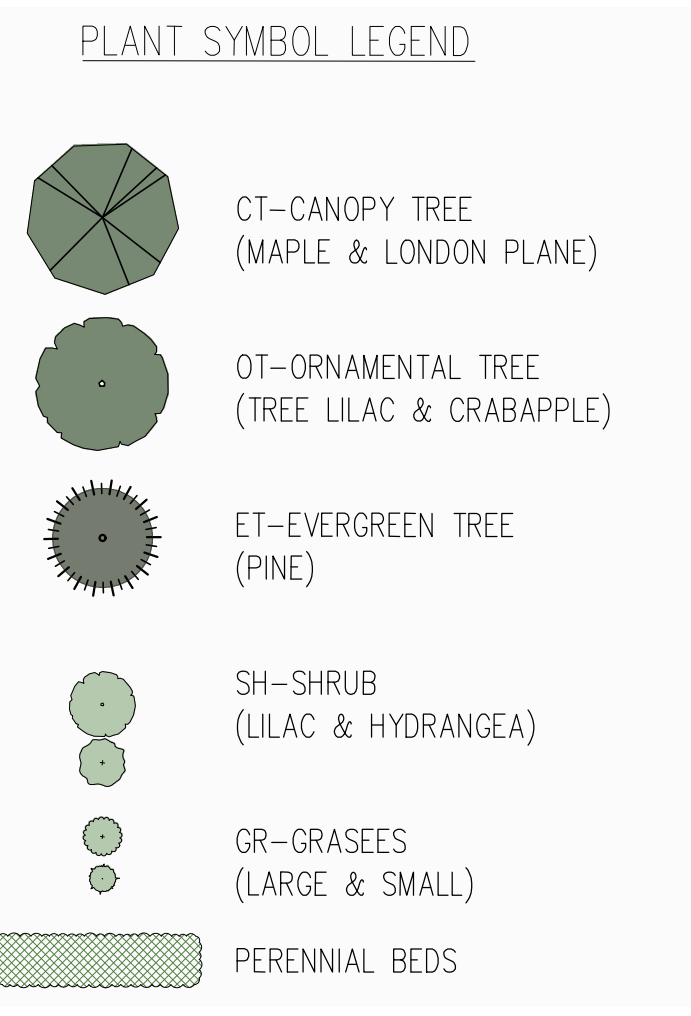 PLANT SYMBOL LEGEND
CT-CANOPY TREE
(MAPLE & LONDON PLANE)
OT-ORNAMENTAL TREE
(TREE LILAC & CRABAPPLE)
ET-EVERGREEN TREE
(PINE)
SH-SHRUB
(LILAC & HYDRANGEA)
GR-GRASEES
(LARGE & SMALL)
PERENNIAL BEDS